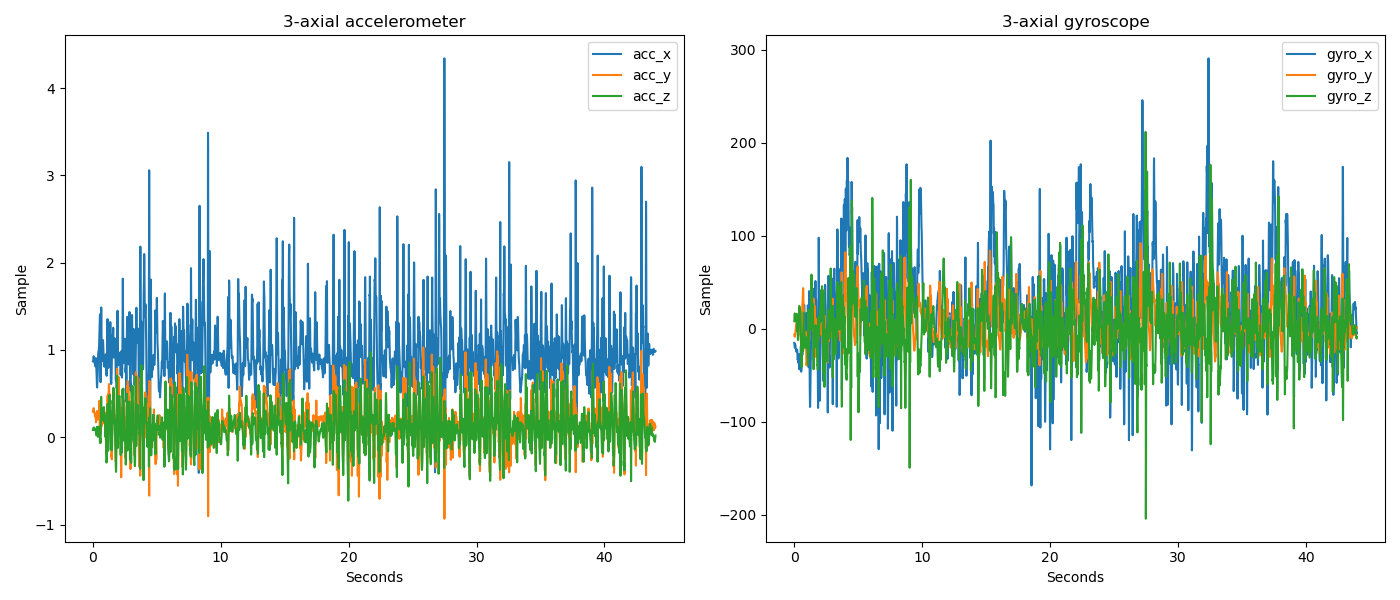 3-axial accelerometer
acc_x
acc_y
acc_z
4
3
2
1
0
−1
Sample
0
10
20
30
40
Seconds
3-axial gyroscope
gyro_x
gyro_y
gyro_z
300
200
100
0
−100
−200
Sample
0
10
20
30
40
Seconds